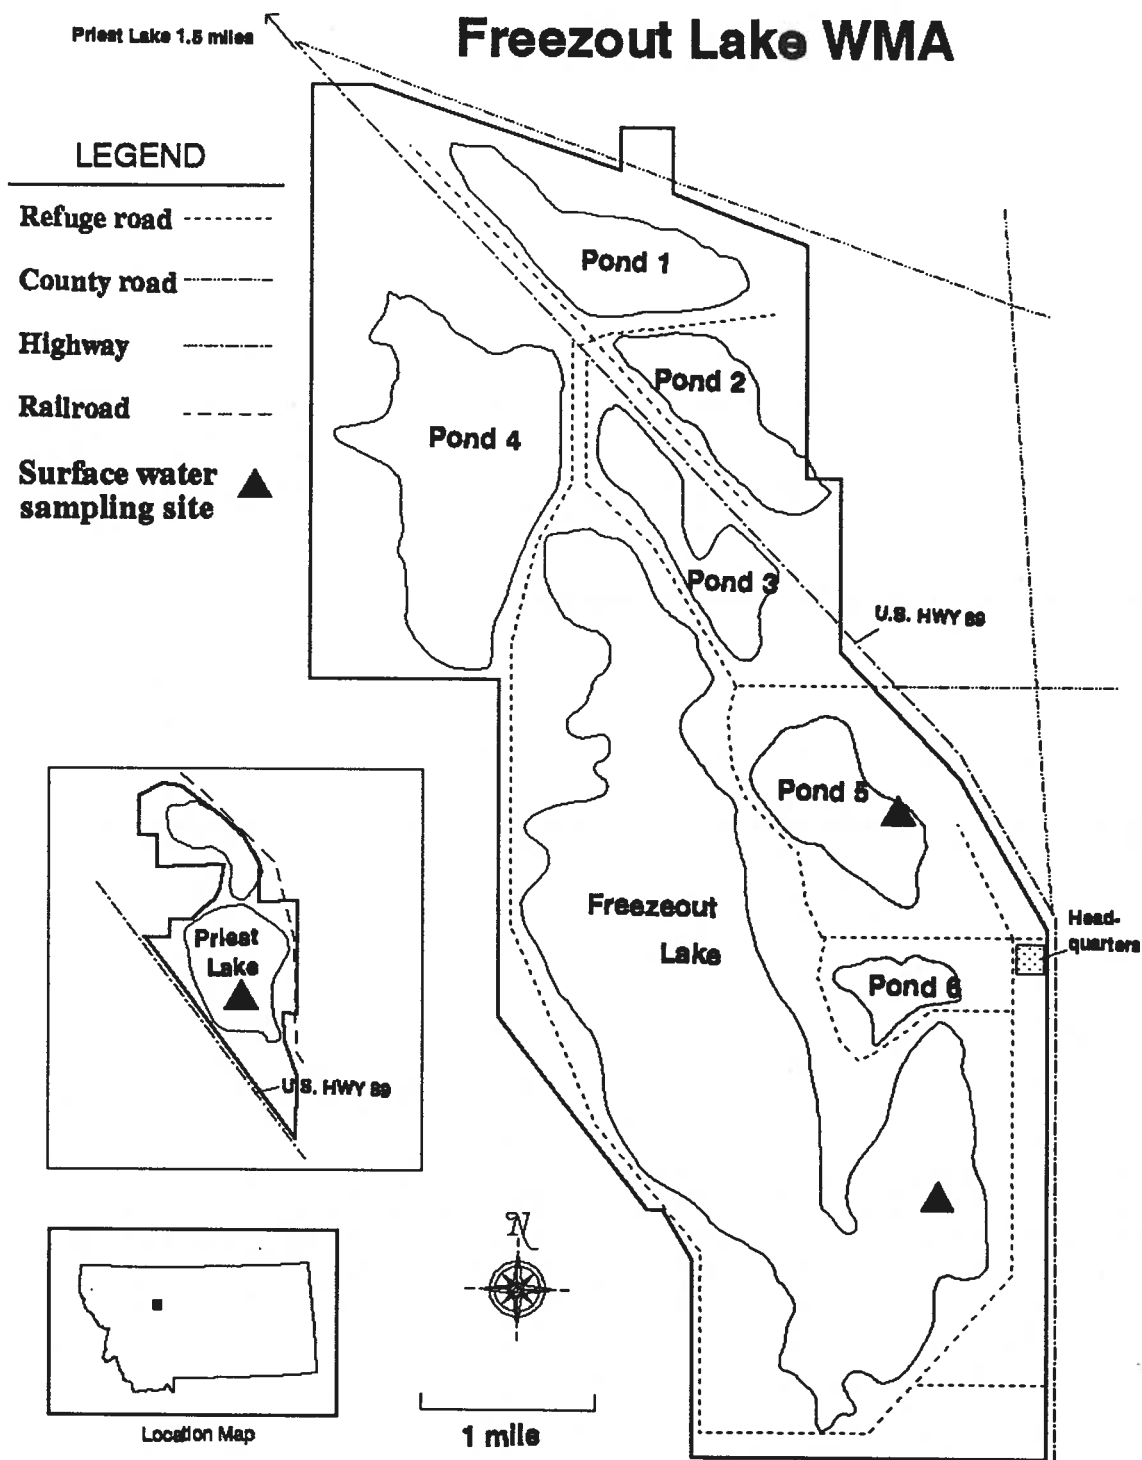 Freezout Lake WMA
Priest Lake 1.5 miles
LEGEND
Refuge road
County road
Highway
Railroad
Surface water
sampling site
Pond 1
Pond 2
Pond 4
Pond 3
U.S. HWY 89
Pond 5
Freezeout
Lake
Head-
quarters
Pond 6
Priest
Lake
U.S. HWY 89
N
Location Map
1 mile